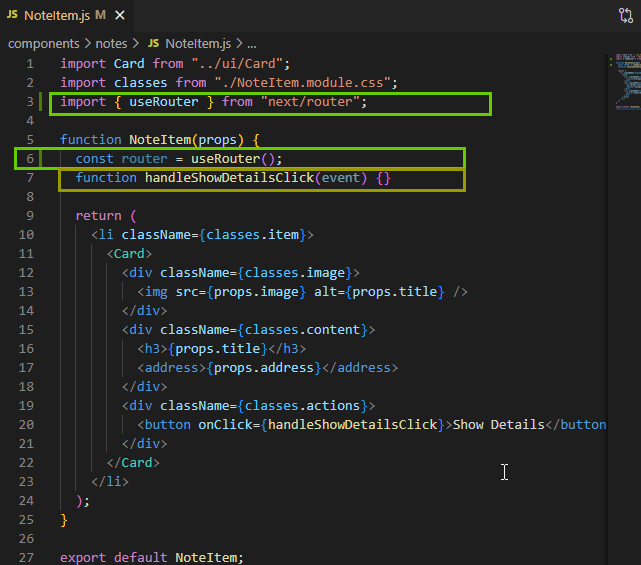 JS NoteItem.js M ×
components > notes > JS NoteItem.js > ...
1 import Card from "../ui/Card";
2 import classes from "./NoteItem.module.css";
3 import { useRouter } from "next/router";
4
5 function NoteItem(props) {
6 const router = useRouter();
7 function handleShowDetailsClick(event) {}
8
9 return (
10 <li className={classes.item}>
11 <Card>
12 <div className={classes.image}>
13 <img src={props.image} alt={props.title} />
14 </div>
15 <div className={classes.content}>
16 <h3>{props.title}</h3>
17 <address>{props.address}</address>
18 </div>
19 <div className={classes.actions}>
20 <button onClick={handleShowDetailsClick}>Show Details</button
21 </div>
22 </Card>
23 </li>
24 );
25 }
26
27 export default NoteItem;